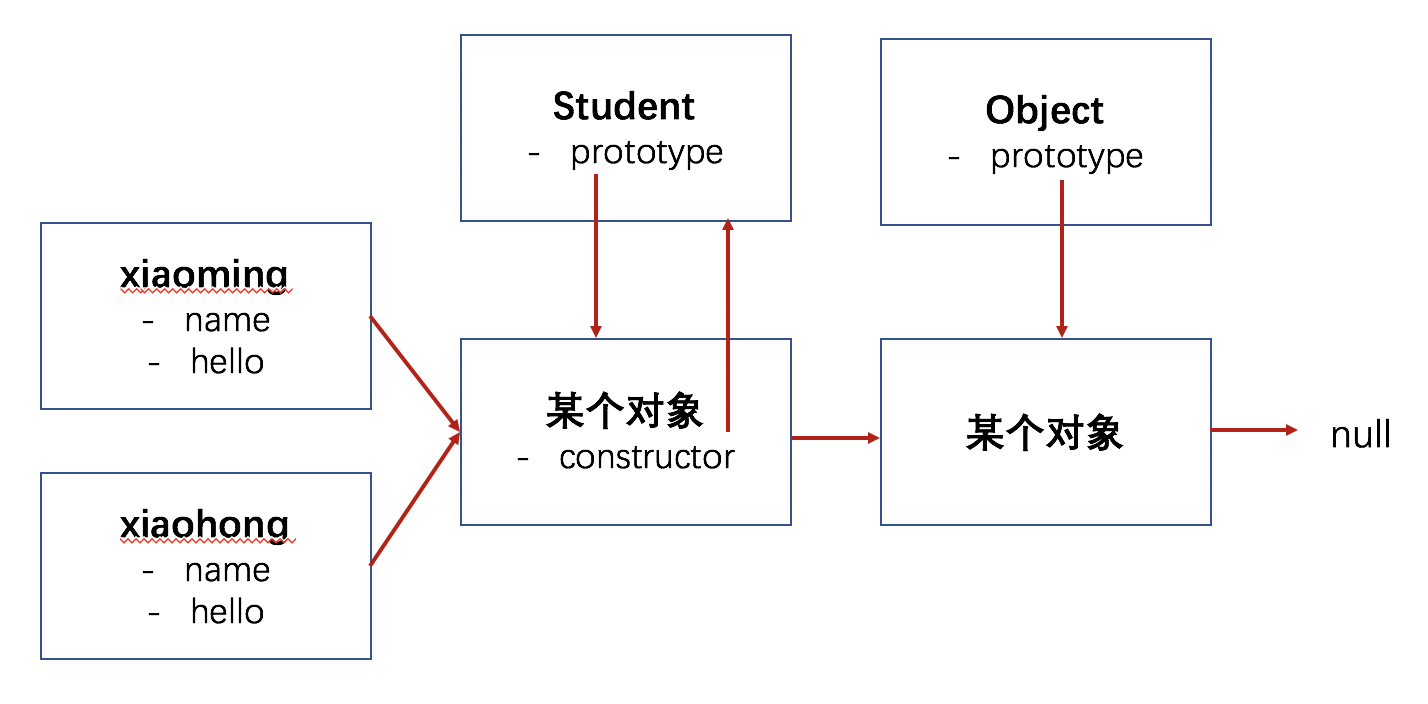 Student
- prototype
Object
- prototype
xiaoming
- name
- hello
某个对象
- constructor
某个对象
null
xiaohong
- name
- hello